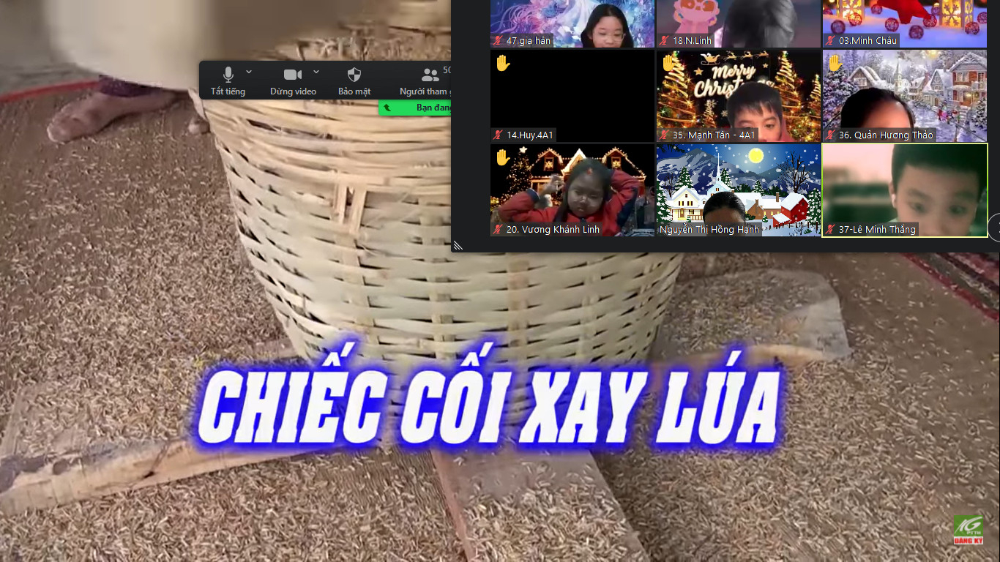 47.gia hân
18.N.Linh
03.Minh Châu
50
Tắt tiếng
Dừng video
Bảo mật
Người tham
Bạn đang
Merry
Christmas
14.Huy.4A1
35. Mạnh Tân - 4A1
36. Quản Hương Thảo
20. Vương Khánh Linh
Nguyễn Thị Hồng Hạnh
37-Lê Minh Thắng
CHIẾC CỐI XAY LÚA
ĐĂNG KÝ